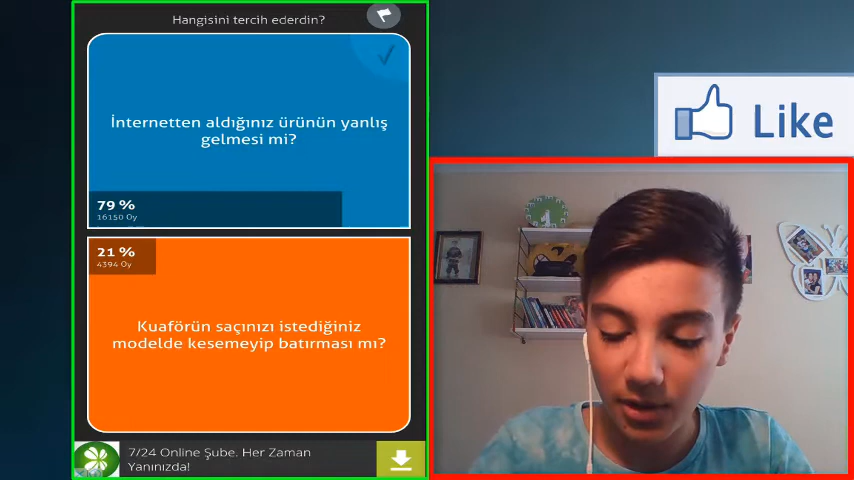 Hangisini tercih ederdin?
İnternetten aldığınız ürünün yanlış
gelmesi mi?
79 %
16150 Oy
21 %
4394 Oy
Kuaförün saçınızı istediğiniz
modelde kesemeyip batırması mı?
7/24 Online Şube. Her Zaman
Yanınızda!
Like
1